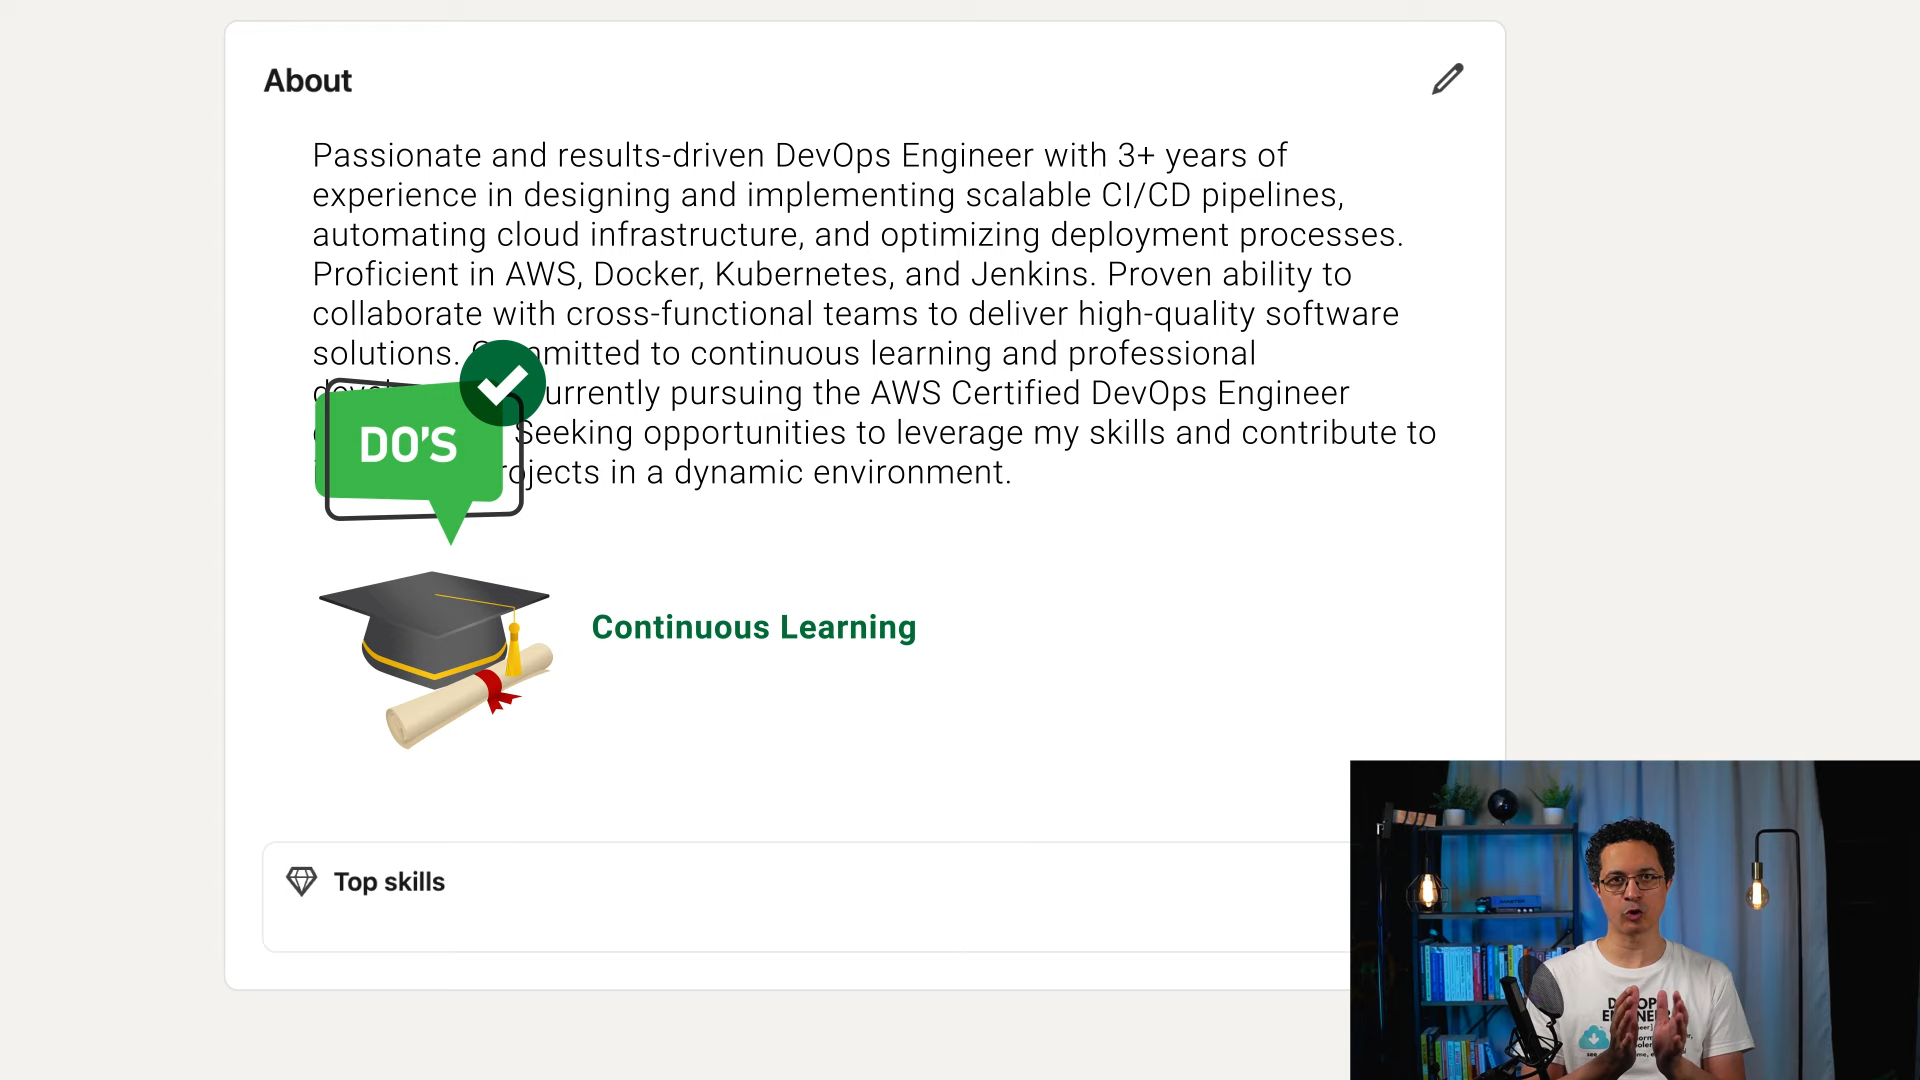 About
Passionate and results-driven DevOps Engineer with 3+ years of
experience in designing and implementing scalable CI/CD pipelines,
automating cloud infrastructure, and optimizing deployment processes.
Proficient in AWS, Docker, Kubernetes, and Jenkins. Proven ability to
collaborate with cross-functional teams to deliver high-quality software
solutions. mmitted to continuous learning and professional
urrently pursuing the AWS Certified DevOps Engineer
Seeking opportunities to leverage my skills and contribute to
ojects in a dynamic environment.
DO'S
Continuous Learning
Top skills